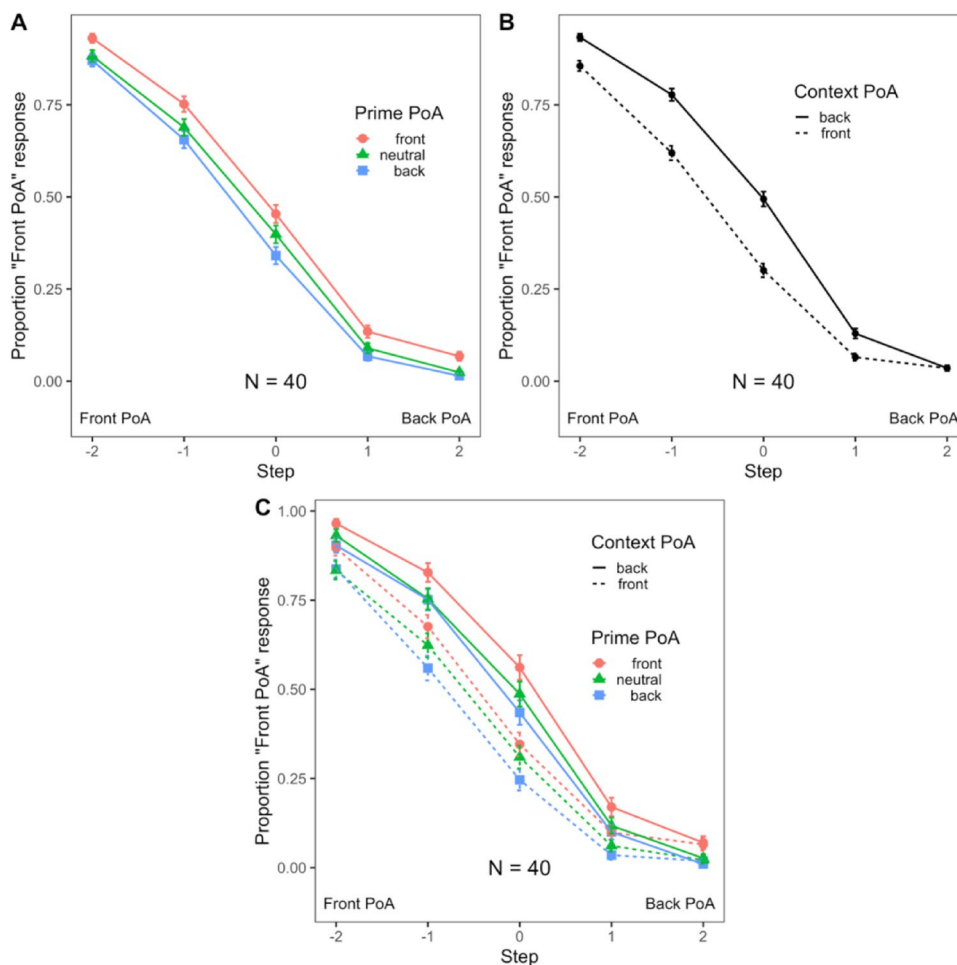 A
Proportion "Front PoA" response
0.75
0.50
0.25
0.00
Prime PoA
front
neutral
back
N = 40
Front PoA
Back PoA
-2
-1
0
1
2
Step
B
Proportion "Front PoA" response
0.75
0.50
0.25
0.00
Context PoA
back
front
N = 40
Front PoA
Back PoA
-2
-1
0
1
2
Step
C
Proportion "Front PoA" response
1.00
0.75
0.50
0.25
0.00
Context PoA
back
front
Prime PoA
front
neutral
back
N = 40
Front PoA
Back PoA
-2
-1
0
1
2
Step